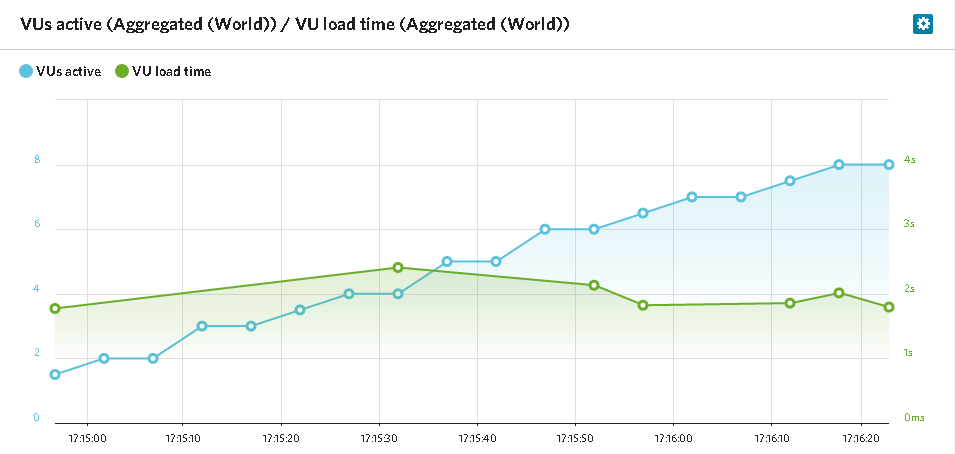 VUs active (Aggregated (World)) / VU load time (Aggregated (World))
VUs active VU load time
8 4s
6 3s
4 2s
2 1s
0 0ms
17:15:00 17:15:10 17:15:20 17:15:30 17:15:40 17:15:50 17:16:00 17:16:10 17:16:20